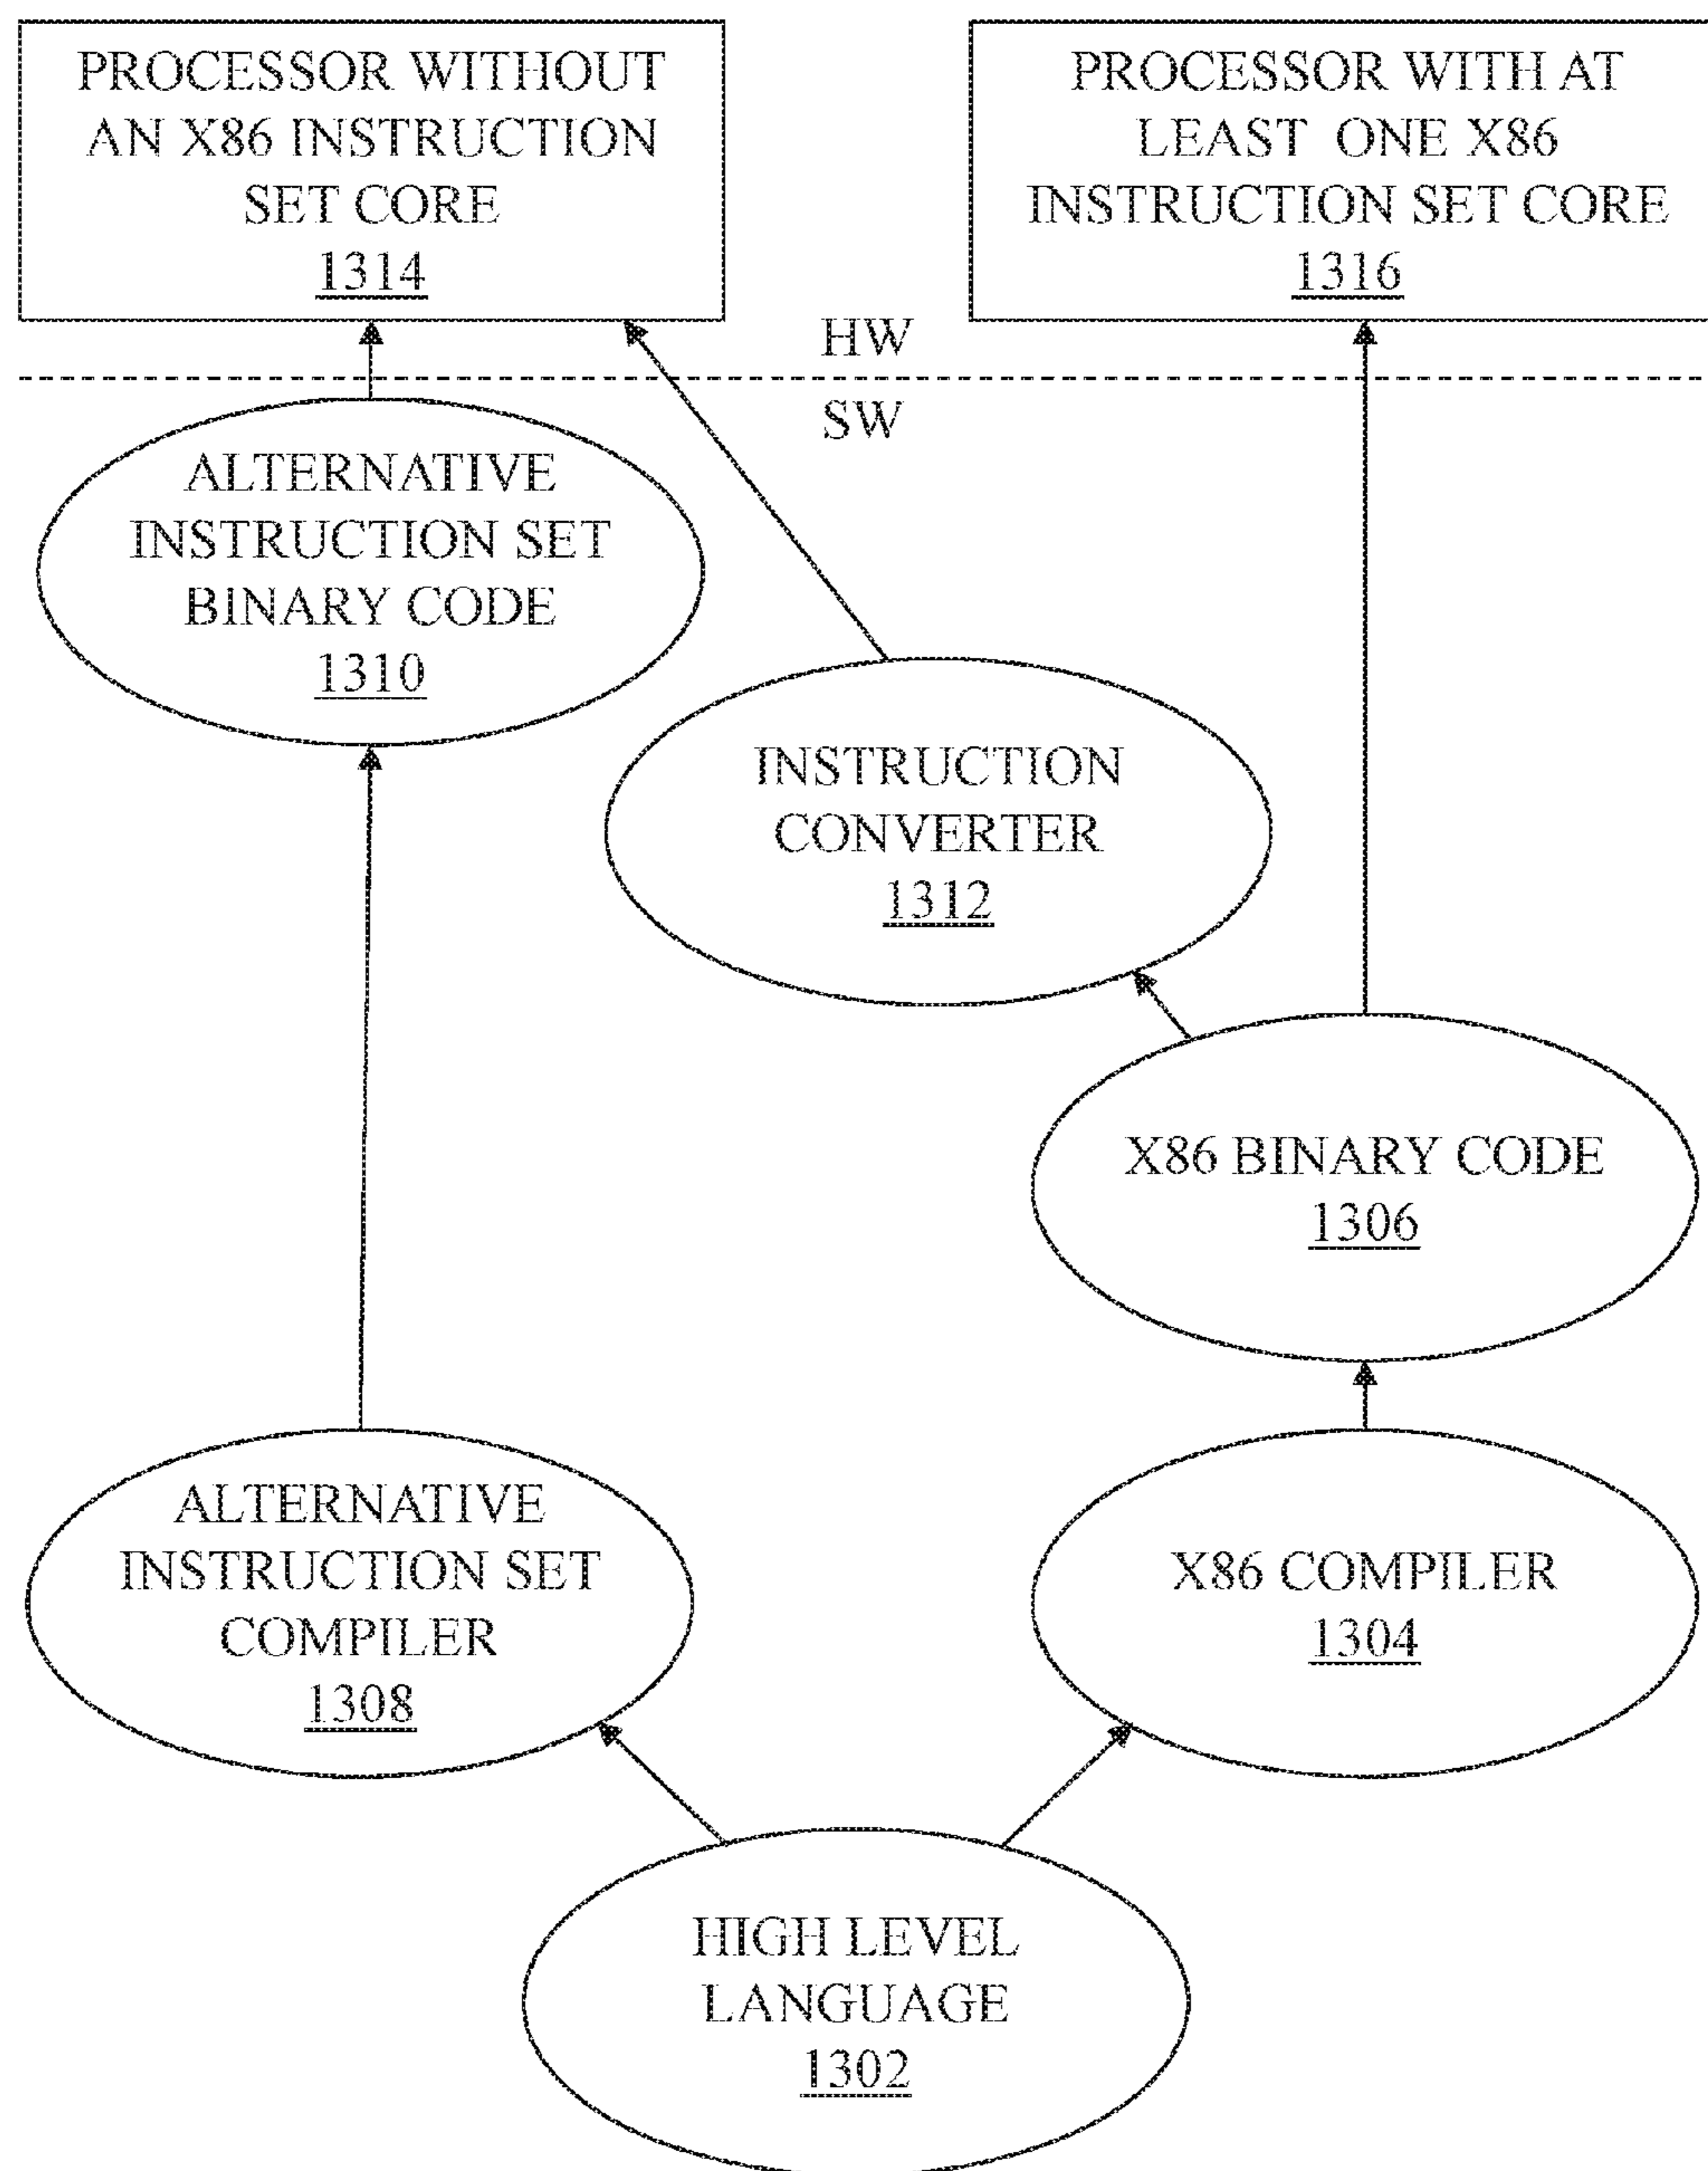 PROCESSOR WITHOUT
AN X86 INSTRUCTION
SET CORE
1314
PROCESSOR WITH AT
LEAST ONE X86
INSTRUCTION SET CORE
1316
HW
SW
ALTERNATIVE
INSTRUCTION SET
BINARY CODE
1310
INSTRUCTION
CONVERTER
1312
X86 BINARY CODE
1306
ALTERNATIVE
INSTRUCTION SET
COMPILER
1308
X86 COMPILER
1304
HIGH LEVEL
LANGUAGE
1302